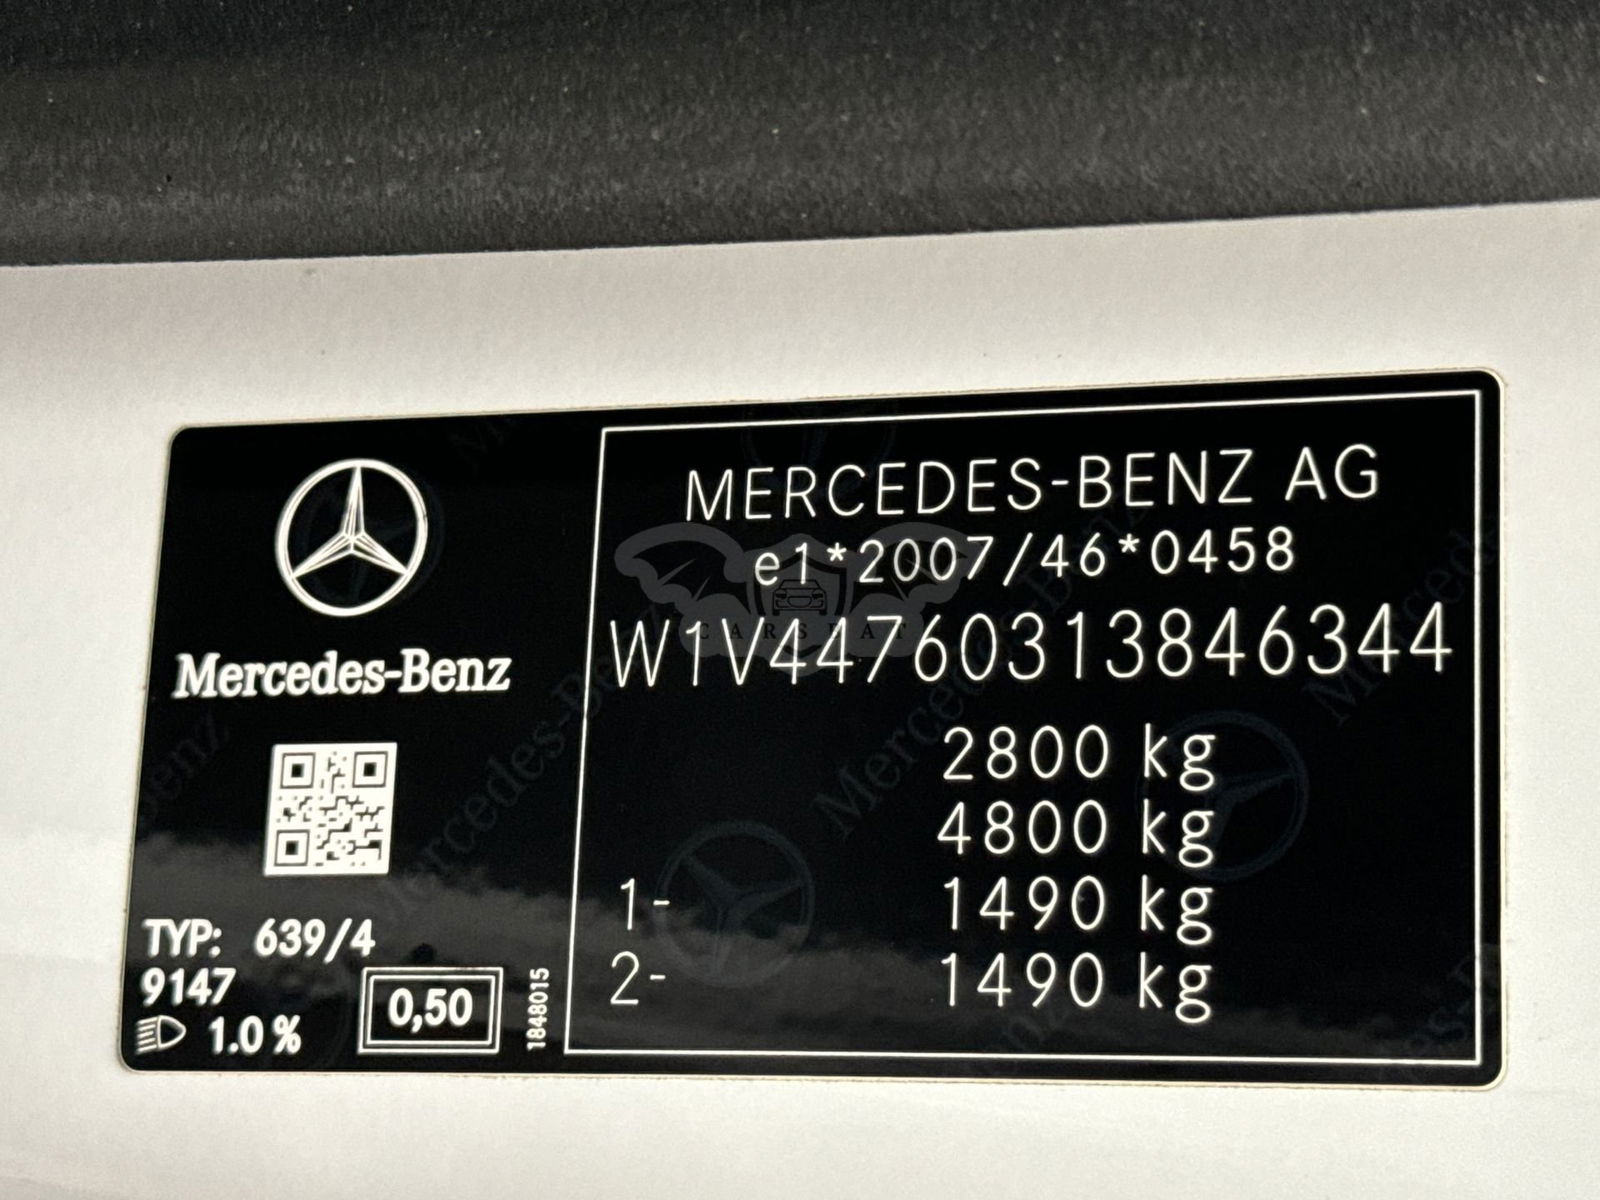 Mercedes-Benz
TYP: 639/4
9147
1.0 %
0,50
1848015
MERCEDES-BENZ AG
e1*2007/46*0458
W1V44760313846344
2800 kg
4800 kg
1- 1490 kg
2- 1490 kg
CARSBAT